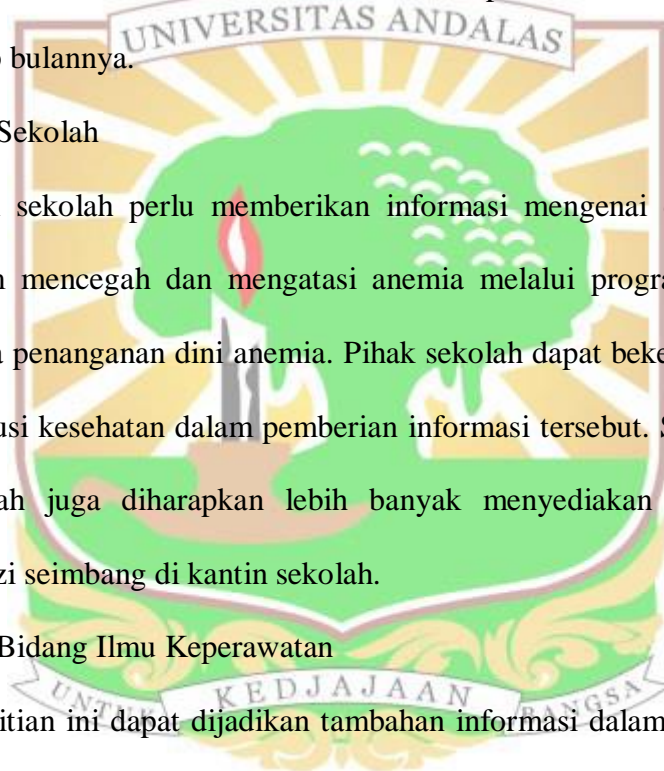 UNIVERSITAS ANDALAS
bulannya.
Sekolah
sekolah perlu memberikan informasi mengenai
mencegah dan mengatasi anemia melalui progra
penanganan dini anemia. Pihak sekolah dapat beke
usi kesehatan dalam pemberian informasi tersebut. S
ah juga diharapkan lebih banyak menyediakan
zi seimbang di kantin sekolah.
Bidang Ilmu Keperawatan
UNTUK KEDJAJAAN BANGSA
itian ini dapat dijadikan tambahan informasi dalam